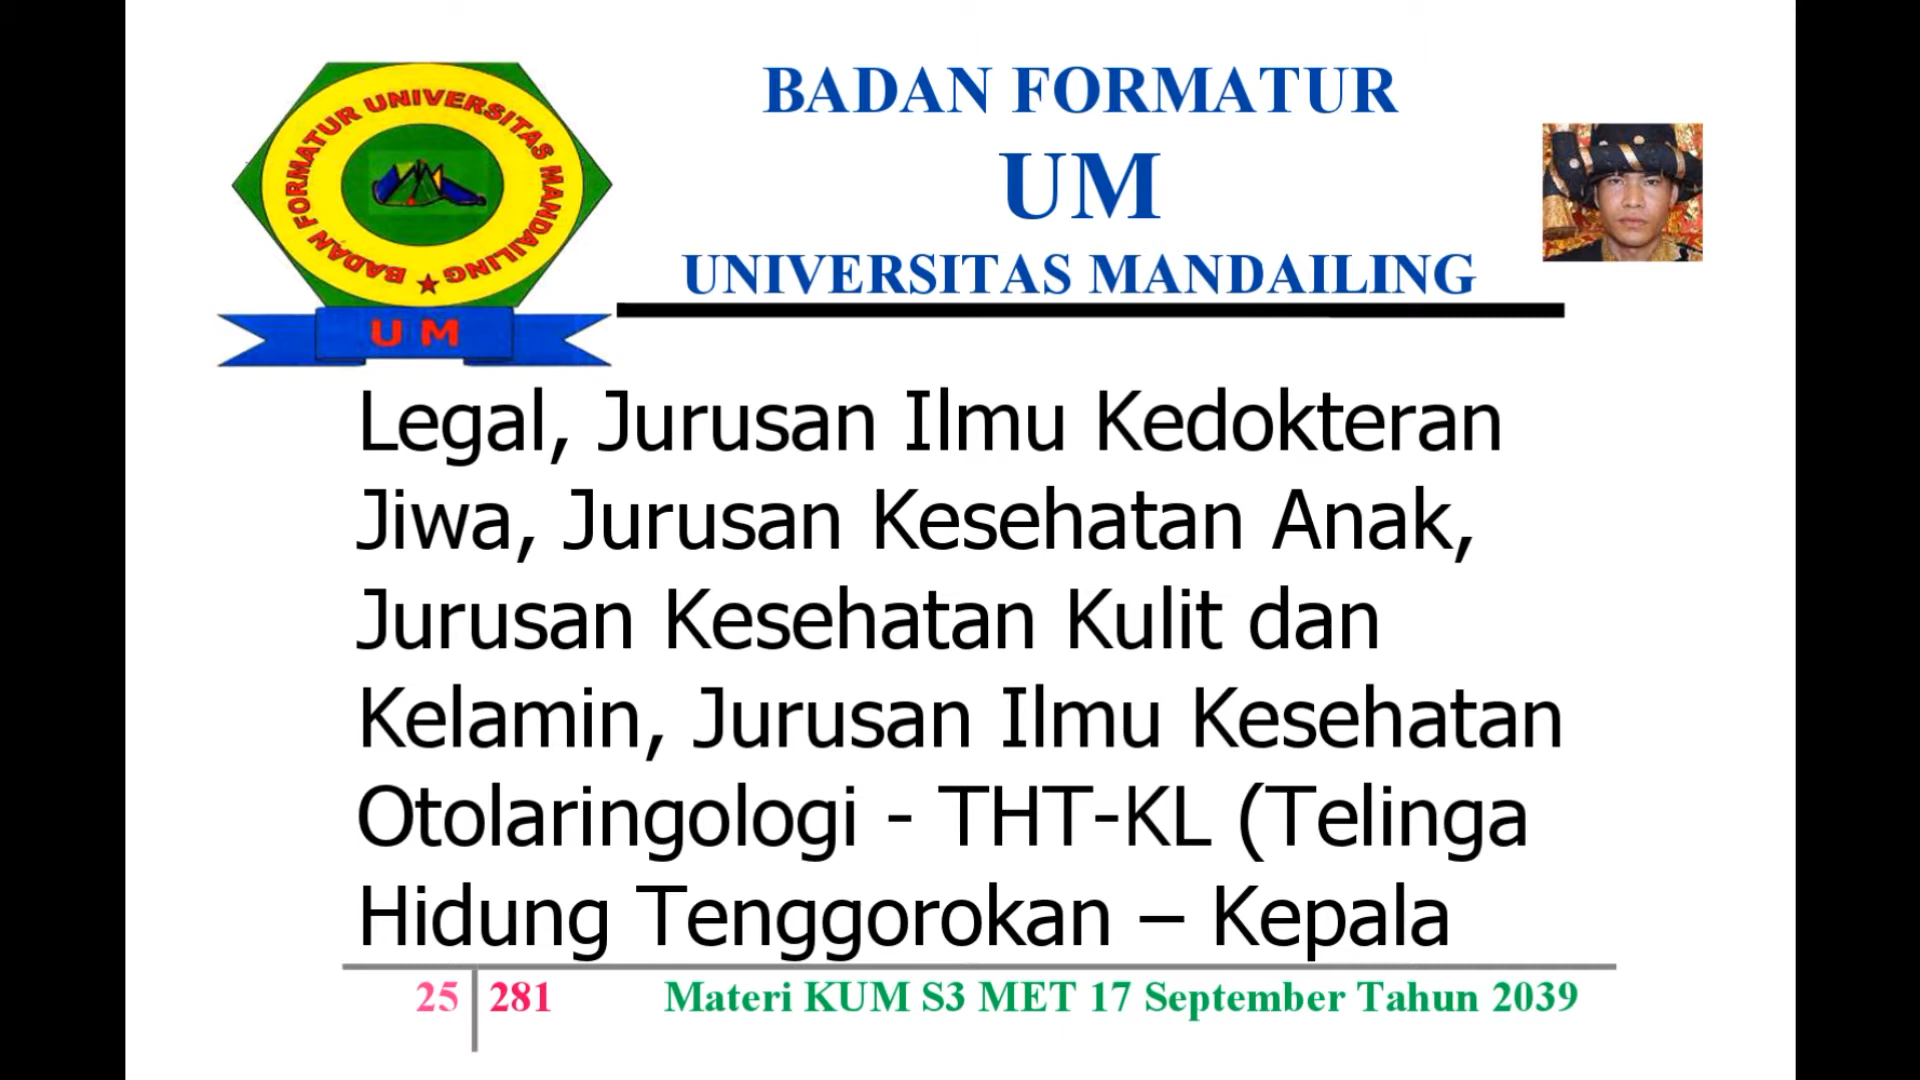 BADAN FORMATUR UNIVERSITAS MANDAILING
U M
BADAN FORMATUR
UM
UNIVERSITAS MANDAILING
Legal, Jurusan Ilmu Kedokteran
Jiwa, Jurusan Kesehatan Anak,
Jurusan Kesehatan Kulit dan
Kelamin, Jurusan Ilmu Kesehatan
Otolaringologi - THT-KL (Telinga
Hidung Tenggorokan – Kepala
25 281 Materi KUM S3 MET 17 September Tahun 2039